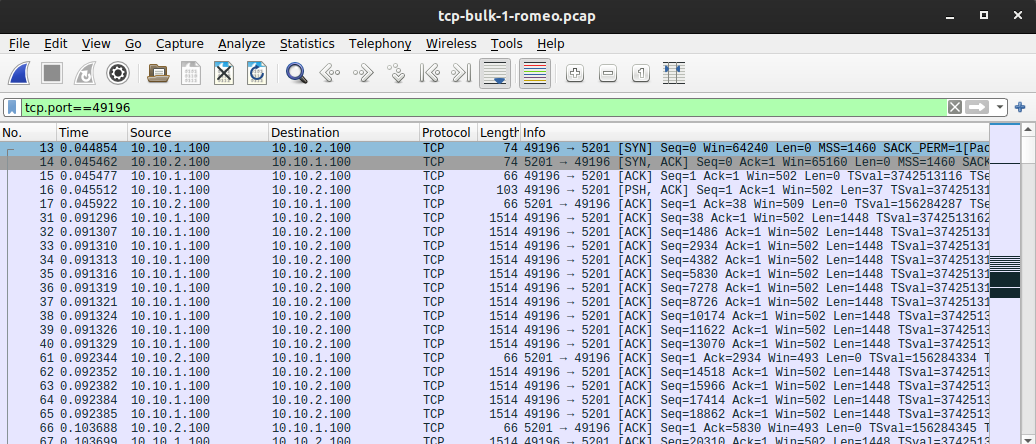 tcp-bulk-1-romeo.pcap
File Edit View Go Capture Analyze Statistics Telephony Wireless Tools Help
tcp.port==49196
No. Time Source Destination Protocol Length Info
13 0.044854 10.10.1.100 10.10.2.100 TCP 74 49196 → 5201 [SYN] Seq=0 Win=64240 Len=0 MSS=1460 SACK_PERM=1[Pac
14 0.045462 10.10.2.100 10.10.1.100 TCP 74 5201 → 49196 [SYN, ACK] Seq=0 Ack=1 Win=65160 Len=0 MSS=1460 SACK
15 0.045477 10.10.1.100 10.10.2.100 TCP 66 49196 → 5201 [ACK] Seq=1 Ack=1 Win=502 Len=0 TSval=3742513116 TSe
16 0.045512 10.10.1.100 10.10.2.100 TCP 103 49196 → 5201 [PSH, ACK] Seq=1 Ack=1 Win=502 Len=37 TSval=37425131
17 0.045922 10.10.2.100 10.10.1.100 TCP 66 5201 → 49196 [ACK] Seq=1 Ack=38 Win=509 Len=0 TSval=156284287 TSe
31 0.091296 10.10.1.100 10.10.2.100 TCP 1514 49196 → 5201 [ACK] Seq=38 Ack=1 Win=502 Len=1448 TSval=3742513162
32 0.091307 10.10.1.100 10.10.2.100 TCP 1514 49196 → 5201 [ACK] Seq=1486 Ack=1 Win=502 Len=1448 TSval=37425131
33 0.091310 10.10.1.100 10.10.2.100 TCP 1514 49196 → 5201 [ACK] Seq=2934 Ack=1 Win=502 Len=1448 TSval=37425131
34 0.091313 10.10.1.100 10.10.2.100 TCP 1514 49196 → 5201 [ACK] Seq=4382 Ack=1 Win=502 Len=1448 TSval=37425131
35 0.091316 10.10.1.100 10.10.2.100 TCP 1514 49196 → 5201 [ACK] Seq=5830 Ack=1 Win=502 Len=1448 TSval=37425131
36 0.091319 10.10.1.100 10.10.2.100 TCP 1514 49196 → 5201 [ACK] Seq=7278 Ack=1 Win=502 Len=1448 TSval=37425131
37 0.091321 10.10.1.100 10.10.2.100 TCP 1514 49196 → 5201 [ACK] Seq=8726 Ack=1 Win=502 Len=1448 TSval=37425131
38 0.091324 10.10.1.100 10.10.2.100 TCP 1514 49196 → 5201 [ACK] Seq=10174 Ack=1 Win=502 Len=1448 TSval=3742513
39 0.091326 10.10.1.100 10.10.2.100 TCP 1514 49196 → 5201 [ACK] Seq=11622 Ack=1 Win=502 Len=1448 TSval=3742513
40 0.091329 10.10.1.100 10.10.2.100 TCP 1514 49196 → 5201 [ACK] Seq=13070 Ack=1 Win=502 Len=1448 TSval=3742513
61 0.092344 10.10.2.100 10.10.1.100 TCP 66 5201 → 49196 [ACK] Seq=1 Ack=2934 Win=493 Len=0 TSval=156284334 T
62 0.092352 10.10.1.100 10.10.2.100 TCP 1514 49196 → 5201 [ACK] Seq=14518 Ack=1 Win=502 Len=1448 TSval=3742513
63 0.092382 10.10.1.100 10.10.2.100 TCP 1514 49196 → 5201 [ACK] Seq=15966 Ack=1 Win=502 Len=1448 TSval=3742513
64 0.092384 10.10.1.100 10.10.2.100 TCP 1514 49196 → 5201 [ACK] Seq=17414 Ack=1 Win=502 Len=1448 TSval=3742513
65 0.092385 10.10.1.100 10.10.2.100 TCP 1514 49196 → 5201 [ACK] Seq=18862 Ack=1 Win=502 Len=1448 TSval=3742513
66 0.103688 10.10.2.100 10.10.1.100 TCP 66 5201 → 49196 [ACK] Seq=1 Ack=5830 Win=493 Len=0 TSval=156284345 T
67 0.103699 10.10.1.100 10.10.2.100 TCP 1514 49196 → 5201 [ACK] Seq=20310 Ack=1 Win=502 Len=1448 TSval=3742513